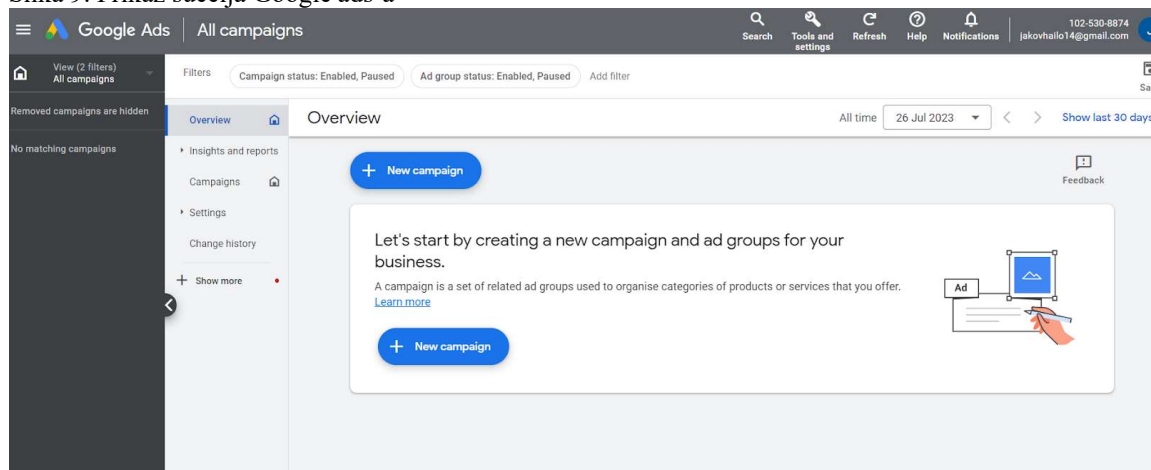 Slika 9. Prikaz sučelja Google ads-a
Google Ads
All campaigns
Search
Tools and settings
Refresh
Help
Notifications
102-530-8874
jakovhailo14@gmail.com
View (2 filters)
All campaigns
Filters
Campaign status: Enabled, Paused
Ad group status: Enabled, Paused
Add filter
Removed campaigns are hidden
No matching campaigns
Overview
Insights and reports
Campaigns
Settings
Change history
Show more
Overview
All time
26 Jul 2023
Show last 30 days
New campaign
Feedback
Let's start by creating a new campaign and ad groups for your
business.
A campaign is a set of related ad groups used to organise categories of products or services that you offer.
Learn more
New campaign
Ad